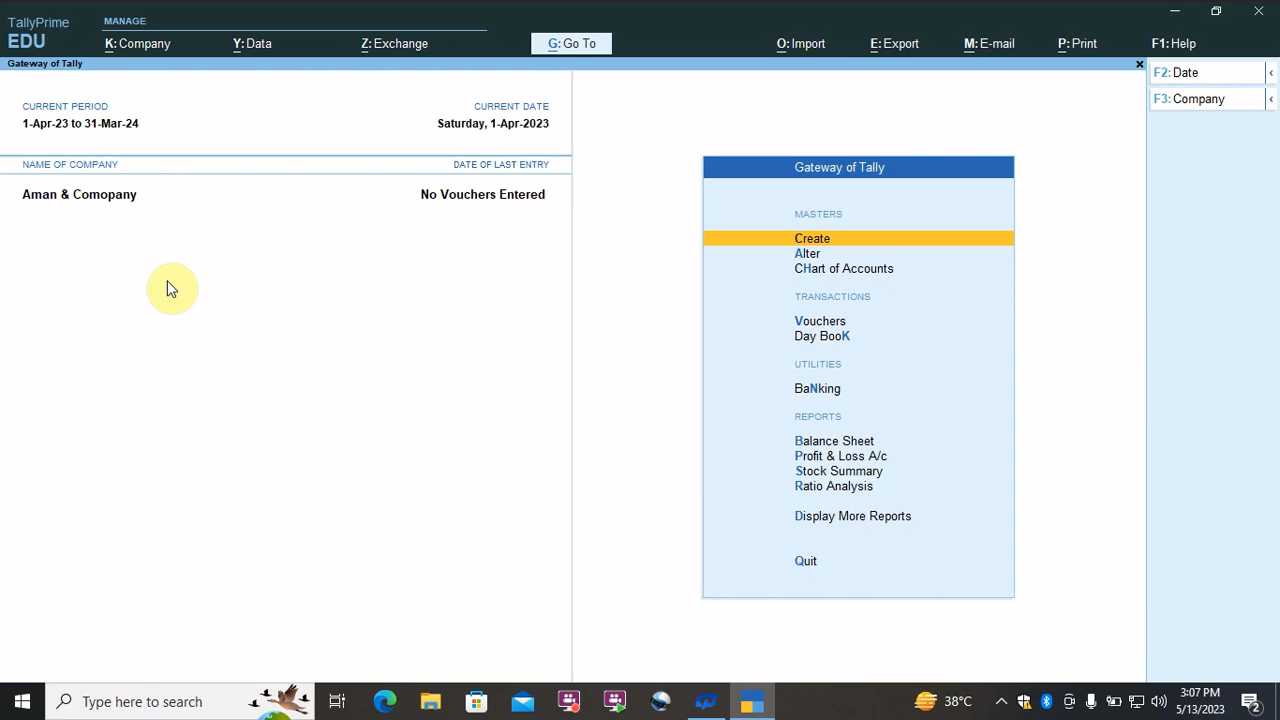 TallyPrime
EDU
MANAGE
K: Company
Y: Data
Z: Exchange
G: Go To
O: Import
E: Export
M: E-mail
P: Print
F1: Help
Gateway of Tally
×
F2: Date
F3: Company
CURRENT PERIOD
CURRENT DATE
1-Apr-23 to 31-Mar-24
Saturday, 1-Apr-2023
NAME OF COMPANY
DATE OF LAST ENTRY
Aman & Comopany
No Vouchers Entered
Gateway of Tally
MASTERS
Create
Alter
CHart of Accounts
TRANSACTIONS
Vouchers
Day BooK
UTILITIES
BaNking
REPORTS
Balance Sheet
Profit & Loss A/c
Stock Summary
Ratio Analysis
Display More Reports
Quit
Type here to search
38°C
3:07 PM
5/13/2023
2